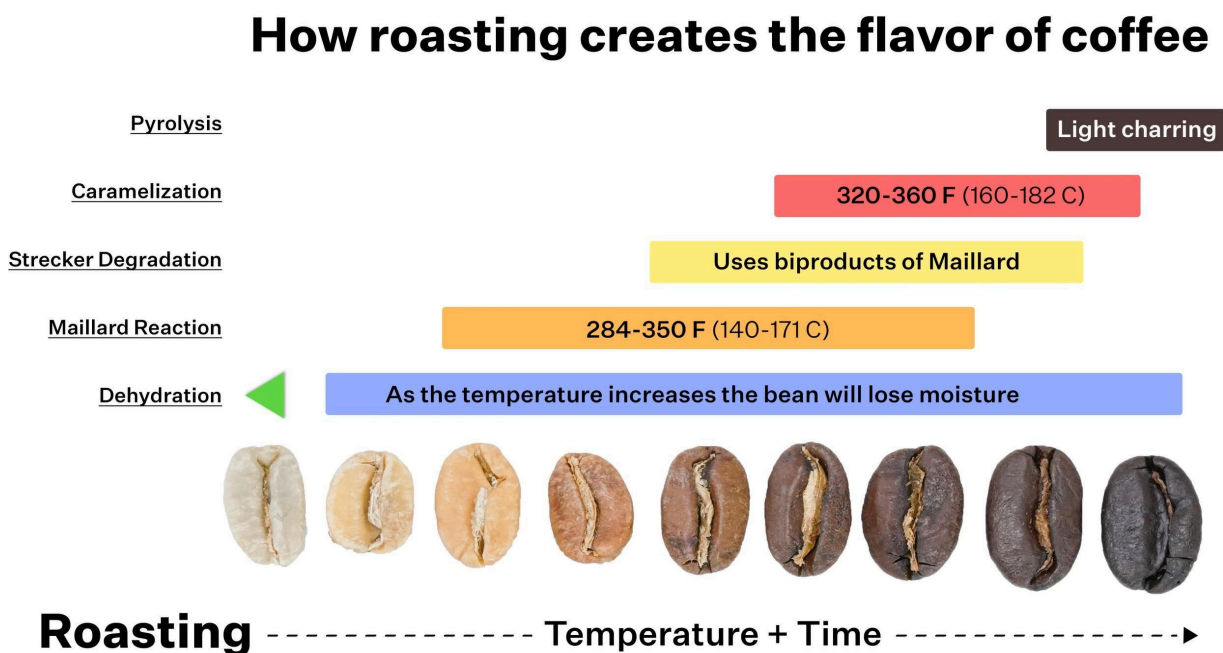 How roasting creates the flavor of coffee
Pyrolysis
Light charring
Caramelization
320-360 F (160-182 C)
Strecker Degradation
Uses biproducts of Maillard
Maillard Reaction
284-350 F (140-171 C)
Dehydration
As the temperature increases the bean will lose moisture
Roasting
Temperature + Time